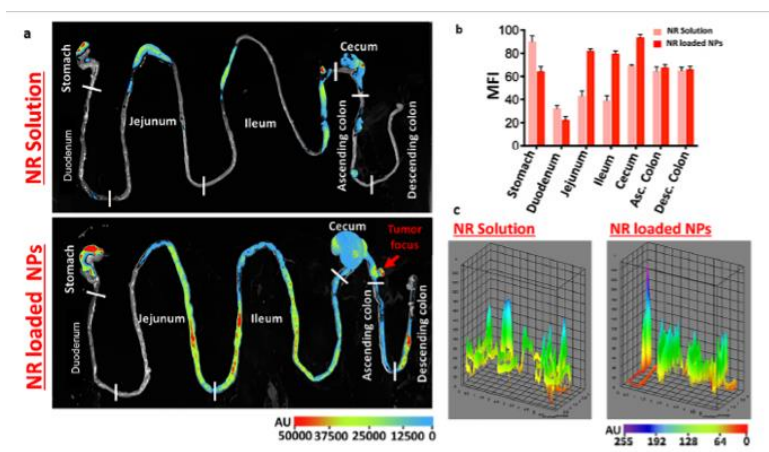 a
NR Solution
Stomach
Duodenum
Jejunum
Ileum
Cecum
Ascending colon
Descending colon
NR loaded NPs
Stomach
Duodenum
Jejunum
Ileum
Cecum
Tumor
focus
Ascending colon
Descending colon
AU
50000 37500 25000 12500 0
b
NR Solution
NR loaded NPs
MFI
100
80
60
40
20
0
Stomach
Duodenum
Jejunum
Ileum
Cecum
Asc. Colon
Desc. Colon
c
NR Solution
NR loaded NPs
AU
255 192 128 64 0